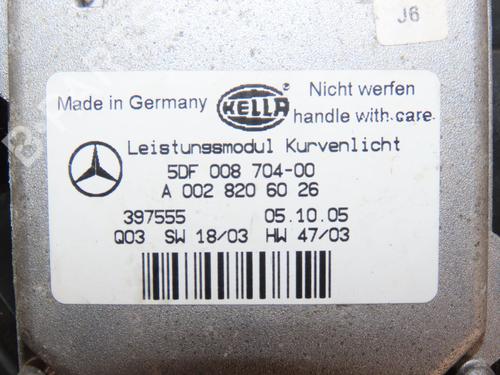 J6
Made in Germany
HELLA
Nicht werfen
handle with care.
Leistungsmodul Kurvenlicht
5DF 008 704-00
A 002 820 60 26
397555 05.10.05
Q03 SW 18/03 HW 47/03